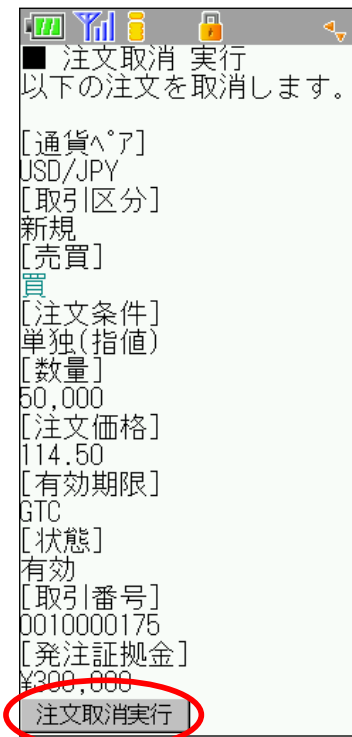 ■ 注文取消 実行
以下の注文を取消します。
[通貨ﾍﾟｱ]
USD/JPY
[取引区分]
新規
[売買]
買
[注文条件]
単独(指値)
[数量]
50,000
[注文価格]
114.50
[有効期限]
GTC
[状態]
有効
[取引番号]
0010000175
[発注証拠金]
¥300,000
注文取消実行